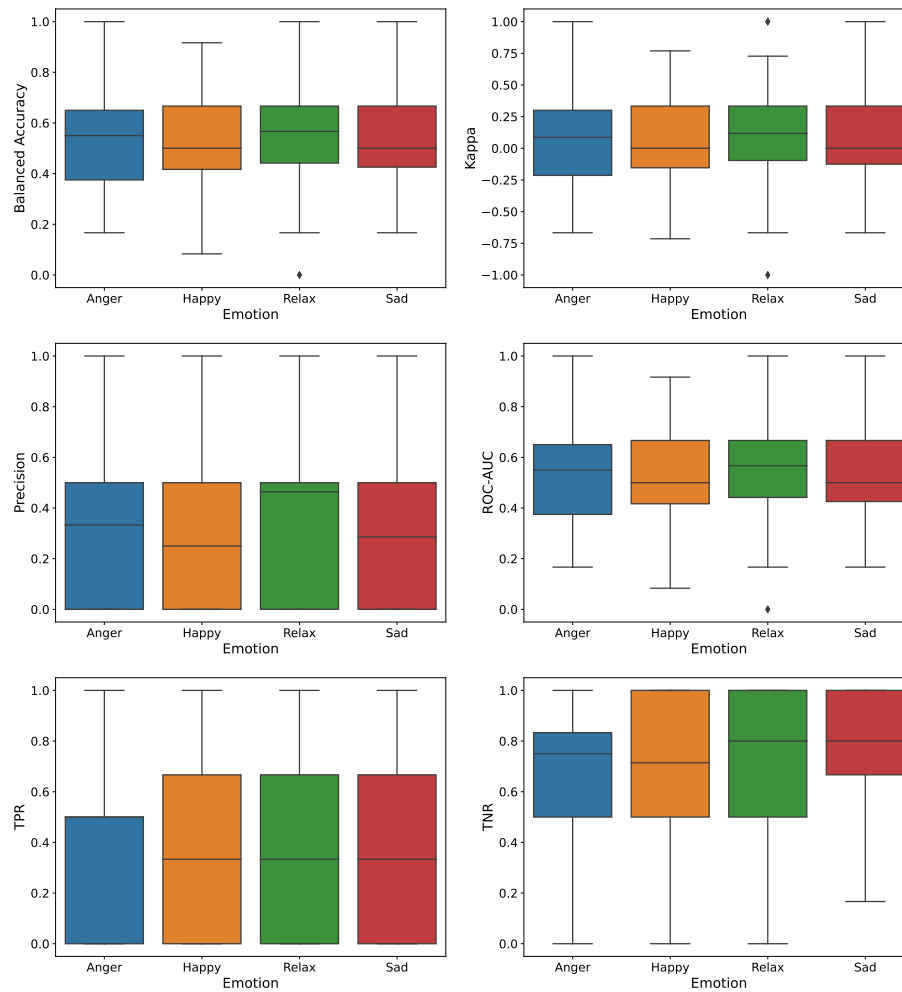 Balanced Accuracy
1.0
0.8
0.6
0.4
0.2
0.0
Anger Happy Relax Sad
Emotion
Kappa
1.00
0.75
0.50
0.25
0.00
−0.25
−0.50
−0.75
−1.00
Anger Happy Relax Sad
Emotion
Precision
1.0
0.8
0.6
0.4
0.2
0.0
Anger Happy Relax Sad
Emotion
ROC-AUC
1.0
0.8
0.6
0.4
0.2
0.0
Anger Happy Relax Sad
Emotion
TPR
1.0
0.8
0.6
0.4
0.2
0.0
Anger Happy Relax Sad
Emotion
TNR
1.0
0.8
0.6
0.4
0.2
0.0
Anger Happy Relax Sad
Emotion